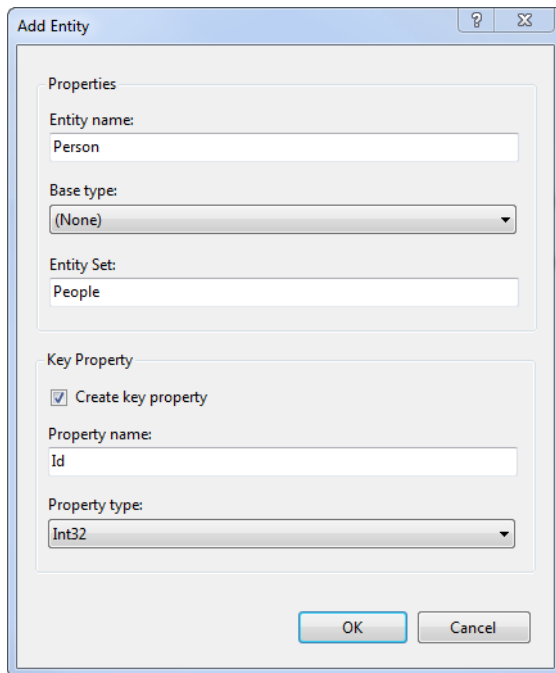 Add Entity
?
Properties
Entity name:
Person
Base type:
(None)
Entity Set:
People
Key Property
Create key property
Property name:
Id
Property type:
Int32
OK Cancel